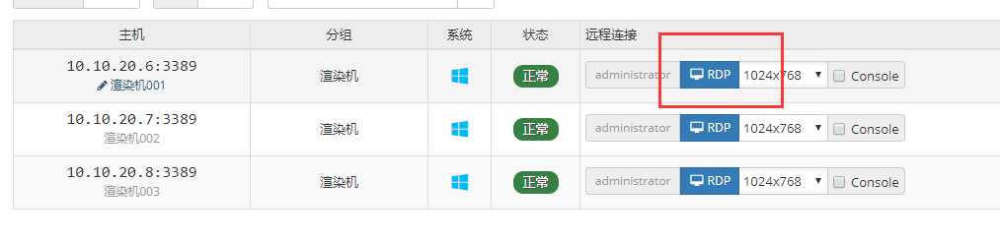 主机 分组 系统 状态 远程连接
10.10.20.6:3389
渲染机001
渲染机 正常 administrator RDP 1024x768 Console
10.10.20.7:3389
渲染机002
渲染机 正常 administrator RDP 1024x768 Console
10.10.20.8:3389
渲染机003
渲染机 正常 administrator RDP 1024x768 Console